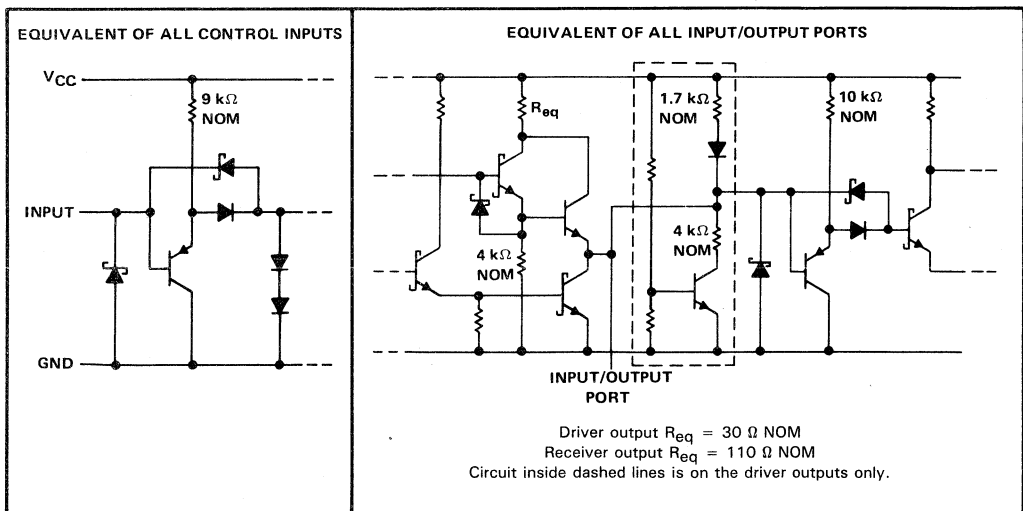 EQUIVALENT OF ALL CONTROL INPUTS
VCC
9 kΩ
NOM
INPUT
GND
EQUIVALENT OF ALL INPUT/OUTPUT PORTS
Req
1.7 kΩ
NOM
10 kΩ
NOM
4 kΩ
NOM
4 kΩ
NOM
INPUT/OUTPUT
PORT
Driver output Req = 30 Ω NOM
Receiver output Req = 110 Ω NOM
Circuit inside dashed lines is on the driver outputs only.